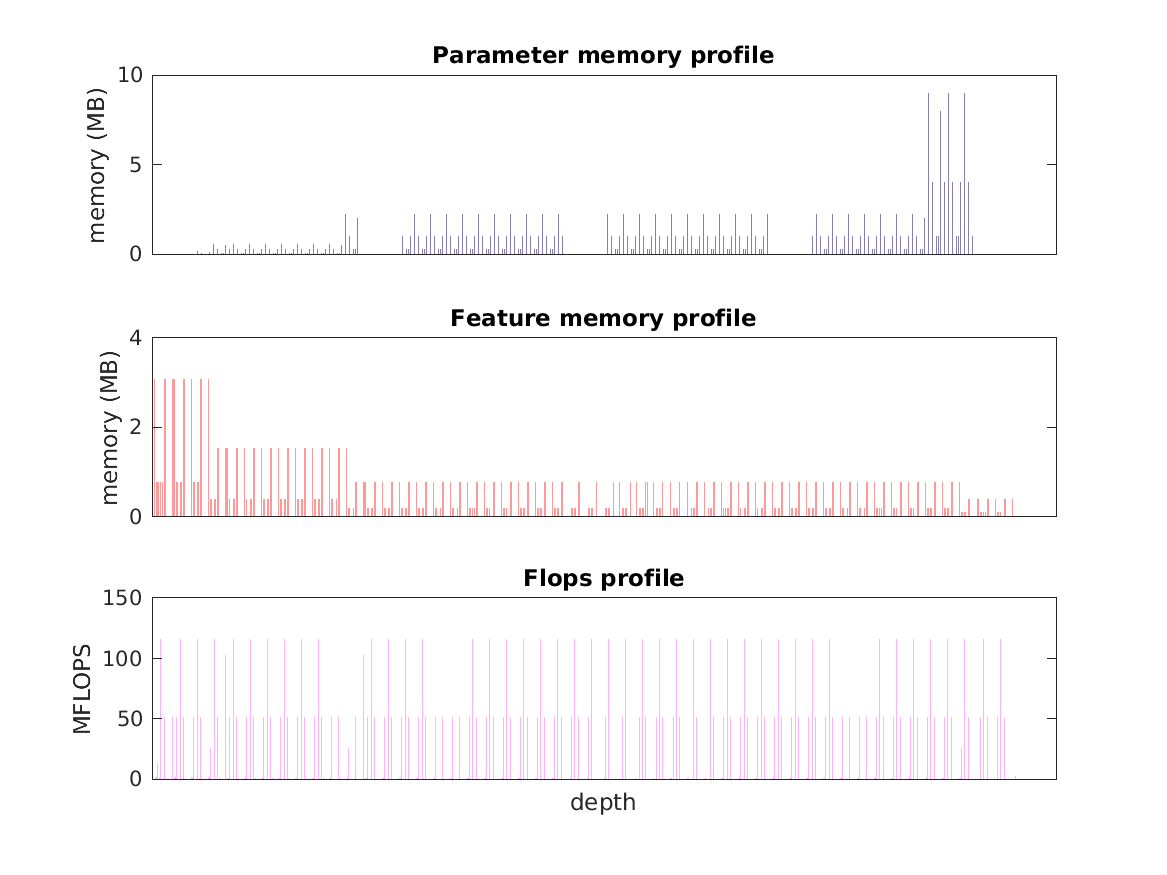 Parameter memory profile
10
5
0
memory (MB)
Feature memory profile
4
2
0
memory (MB)
Flops profile
150
100
50
0
MFLOPS
depth